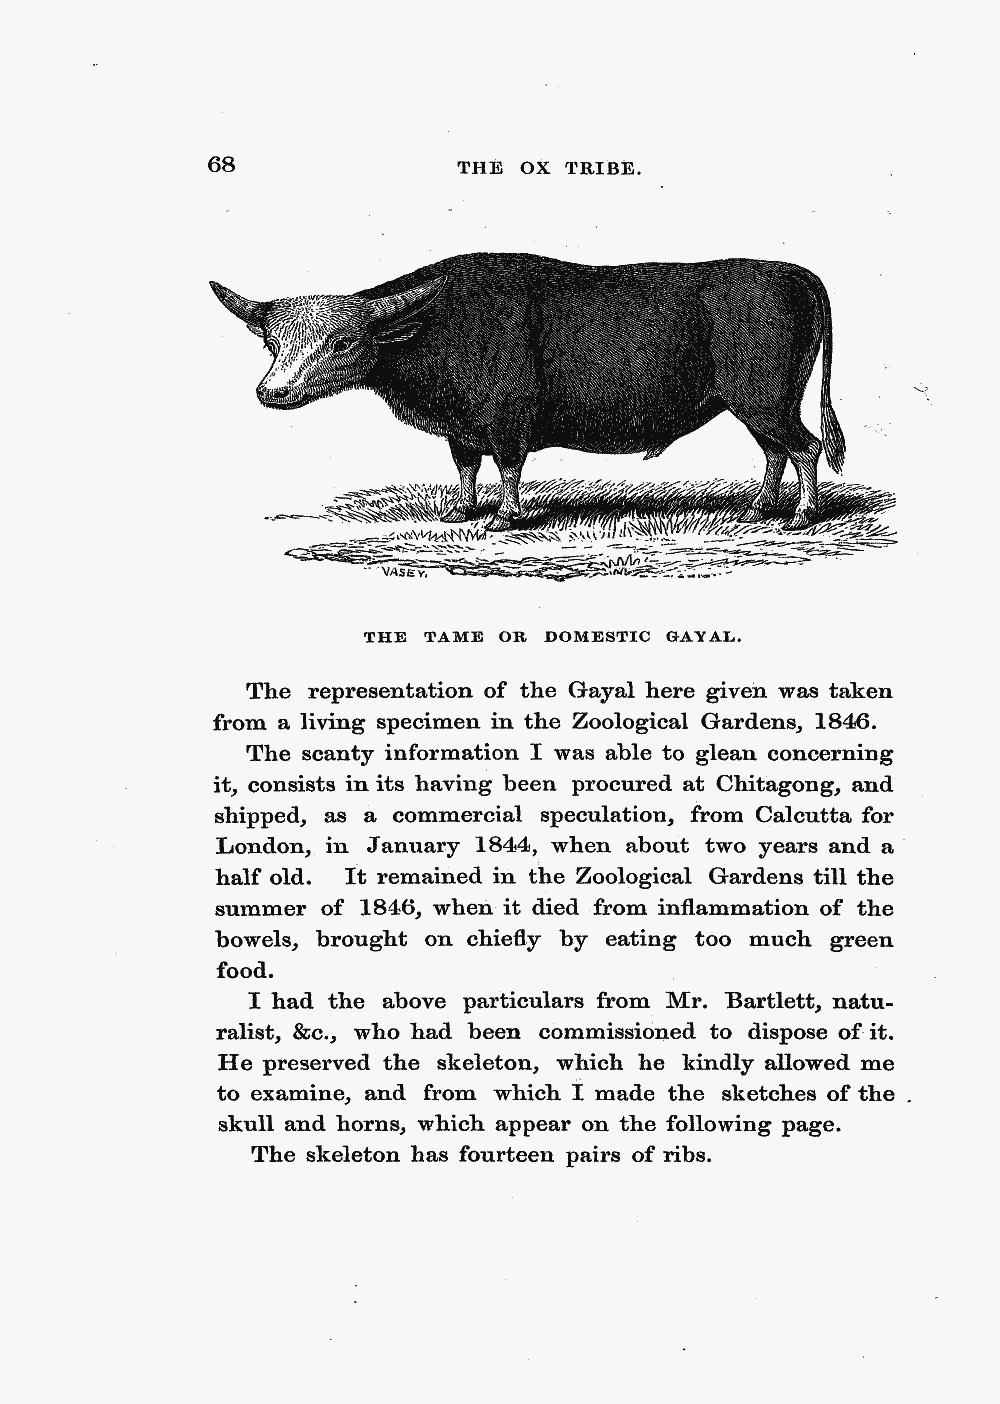 68
THE OX TRIBE.
VASEY.
THE TAME OR DOMESTIC GAYAL.
The representation of the Gayal here given was taken
from a living specimen in the Zoological Gardens, 1846.
The scanty information I was able to glean concerning
it, consists in its having been procured at Chitagong, and
shipped, as a commercial speculation, from Calcutta for
London, in January 1844, when about two years and a
half old. It remained in the Zoological Gardens till the
summer of 1846, when it died from inflammation of the
bowels, brought on chiefly by eating too much green
food.
I had the above particulars from Mr. Bartlett, natu-
ralist, &c., who had been commissioned to dispose of it.
He preserved the skeleton, which he kindly allowed me
to examine, and from which I made the sketches of the
skull and horns, which appear on the following page.
The skeleton has fourteen pairs of ribs.